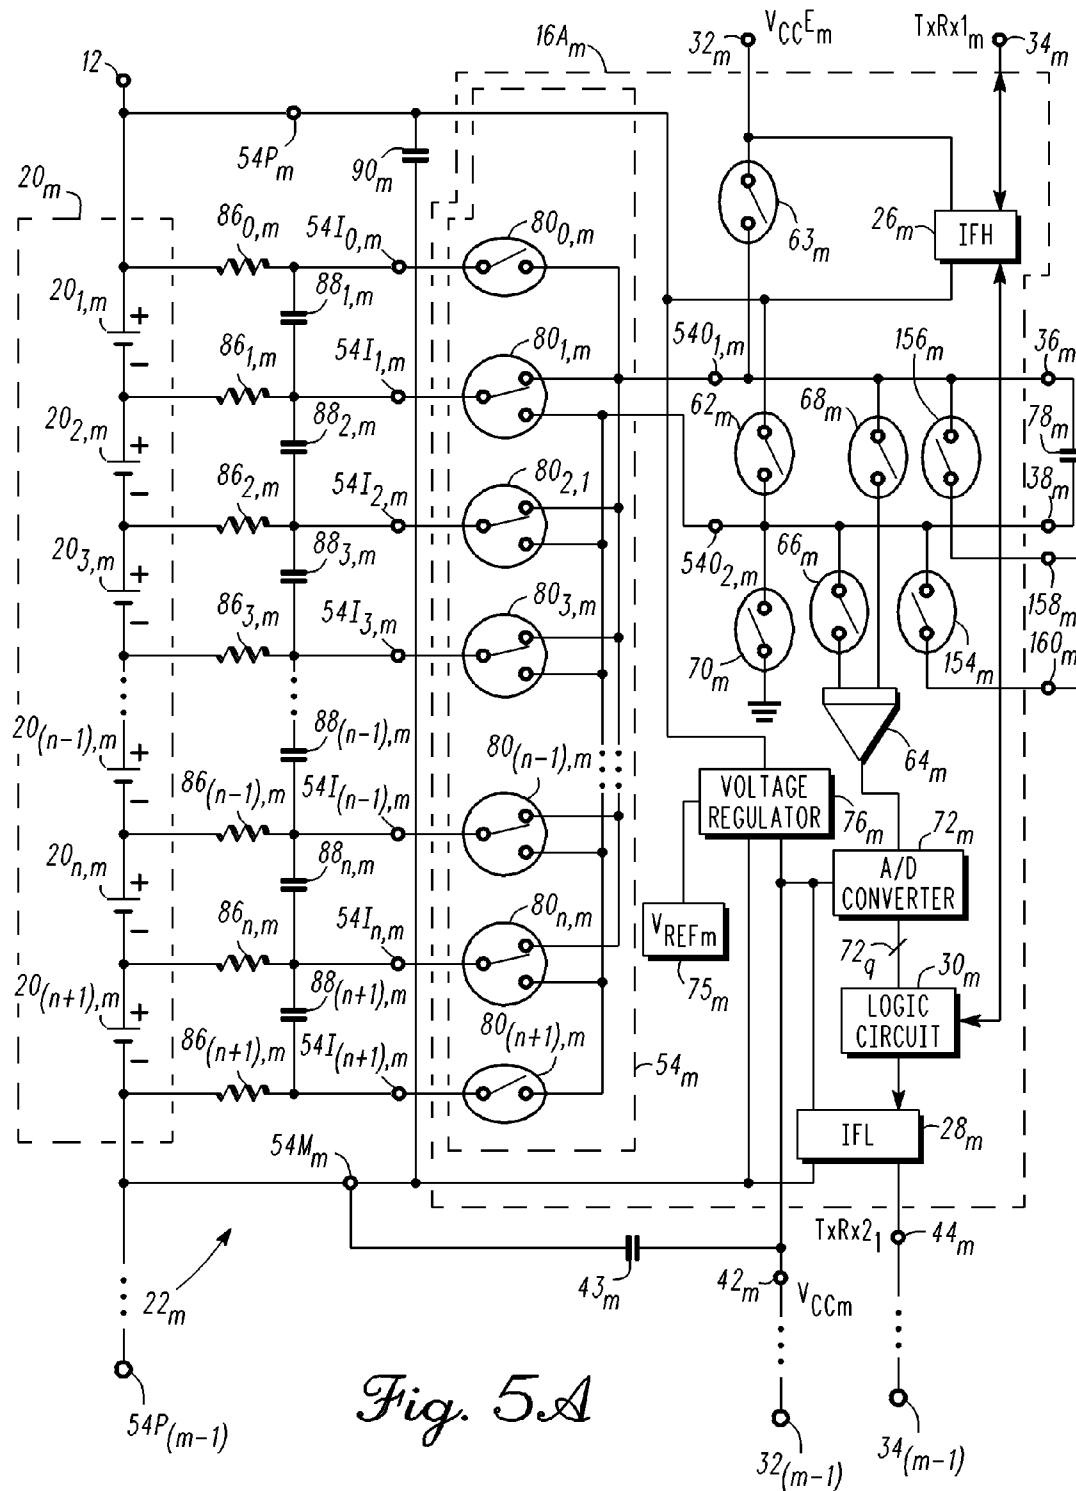 12
16A_m
32_m
V_CCE_m
TxRx1_m
34_m
54P_m
90_m
20_m
86_0,m
54I_0,m
80_0,m
63_m
26_m
IFH
20_1,m
+
−
88_1,m
86_1,m
54I_1,m
80_1,m
540_1,m
156_m
36_m
62_m
68_m
78_m
20_2,m
+
−
88_2,m
86_2,m
54I_2,m
80_2,1
38_m
540_2,m
66_m
20_3,m
+
−
88_3,m
86_3,m
54I_3,m
80_3,m
158_m
160_m
70_m
154_m
20_(n-1),m
+
−
88_(n-1),m
86_(n-1),m
54I_(n-1),m
80_(n-1),m
64_m
VOLTAGE
REGULATOR
76_m
72_m
A/D
CONVERTER
20_n,m
+
−
88_n,m
86_n,m
54I_n,m
80_n,m
V_REFm
75_m
72_q
30_m
LOGIC
CIRCUIT
20_(n+1),m
+
−
88_(n+1),m
86_(n+1),m
54I_(n+1),m
80_(n+1),m
54_m
IFL
28_m
54M_m
TxRx2_1
44_m
43_m
42_m
V_CCm
22_m
Fig. 5A
54P_(m-1)
32_(m-1)
34_(m-1)